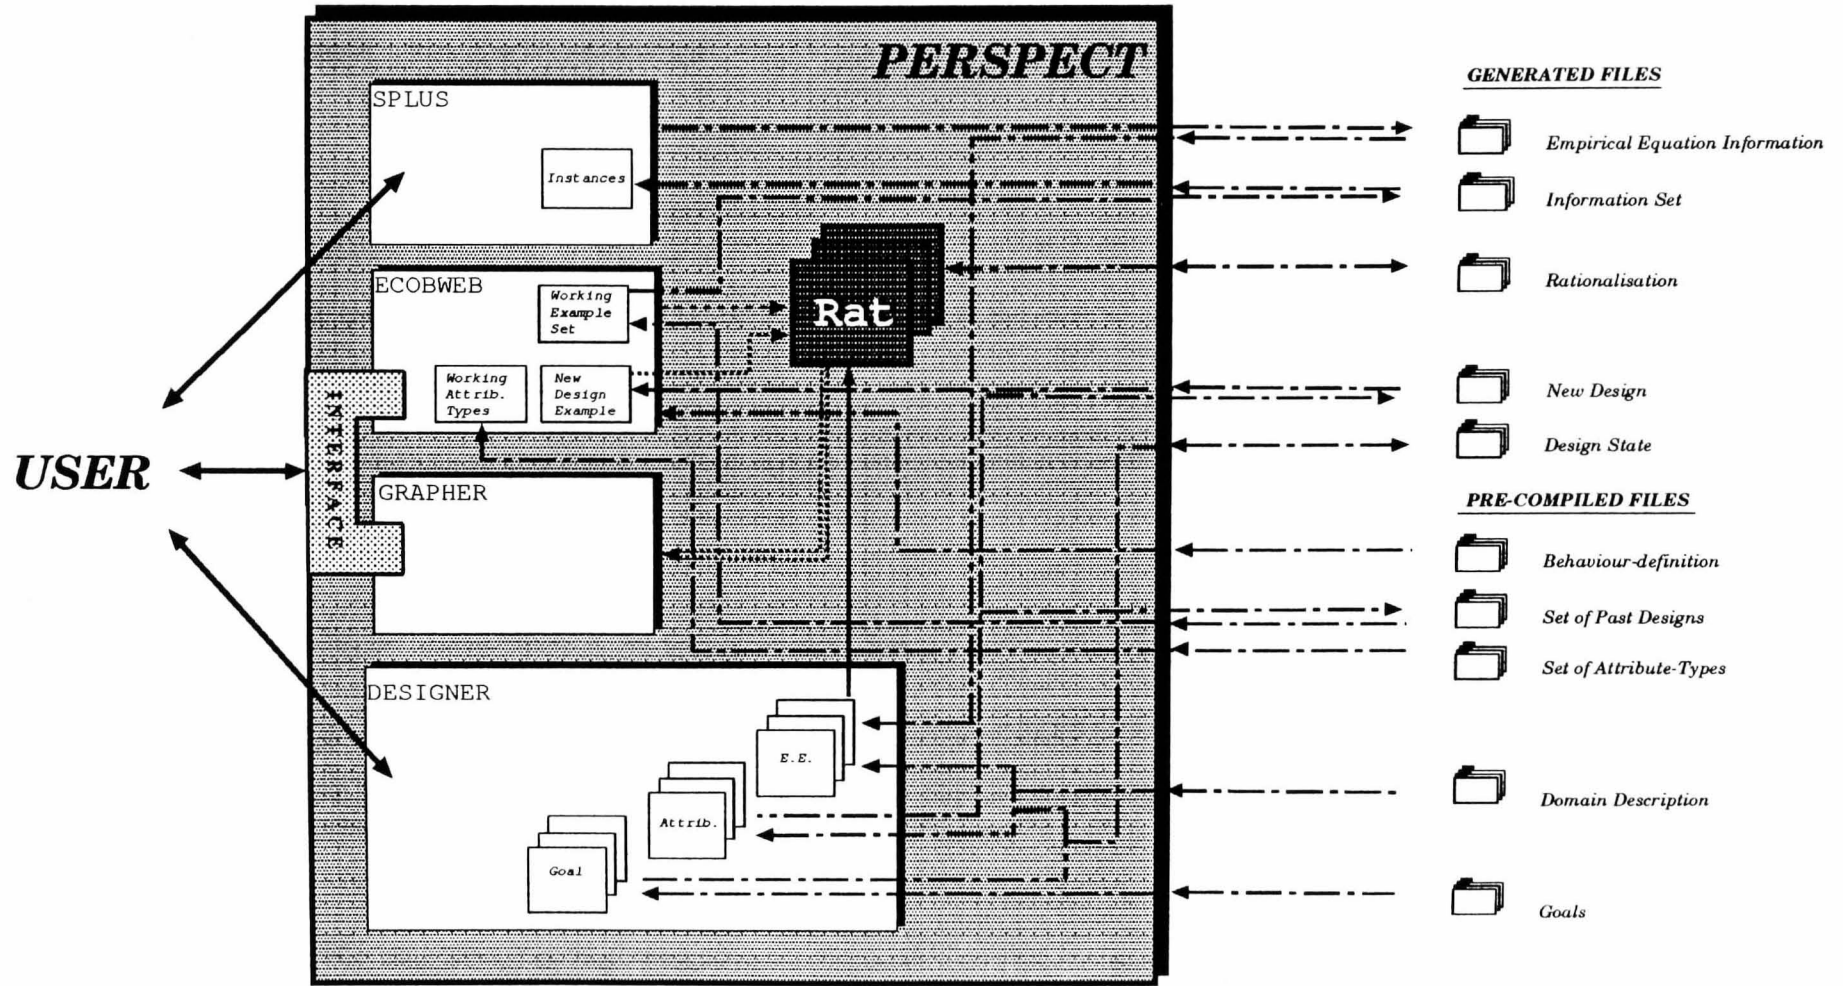 PERSPECT
SPLUS
Instances
ECOBWEB
Working
Example
Set
Working
Attrib.
Types
New
Design
Example
Rat
INTERFACE
USER
GRAPHER
DESIGNER
E.E.
Attrib.
Goal
GENERATED FILES
Empirical Equation Information
Information Set
Rationalisation
New Design
Design State
PRE-COMPILED FILES
Behaviour-definition
Set of Past Designs
Set of Attribute-Types
Domain Description
Goals